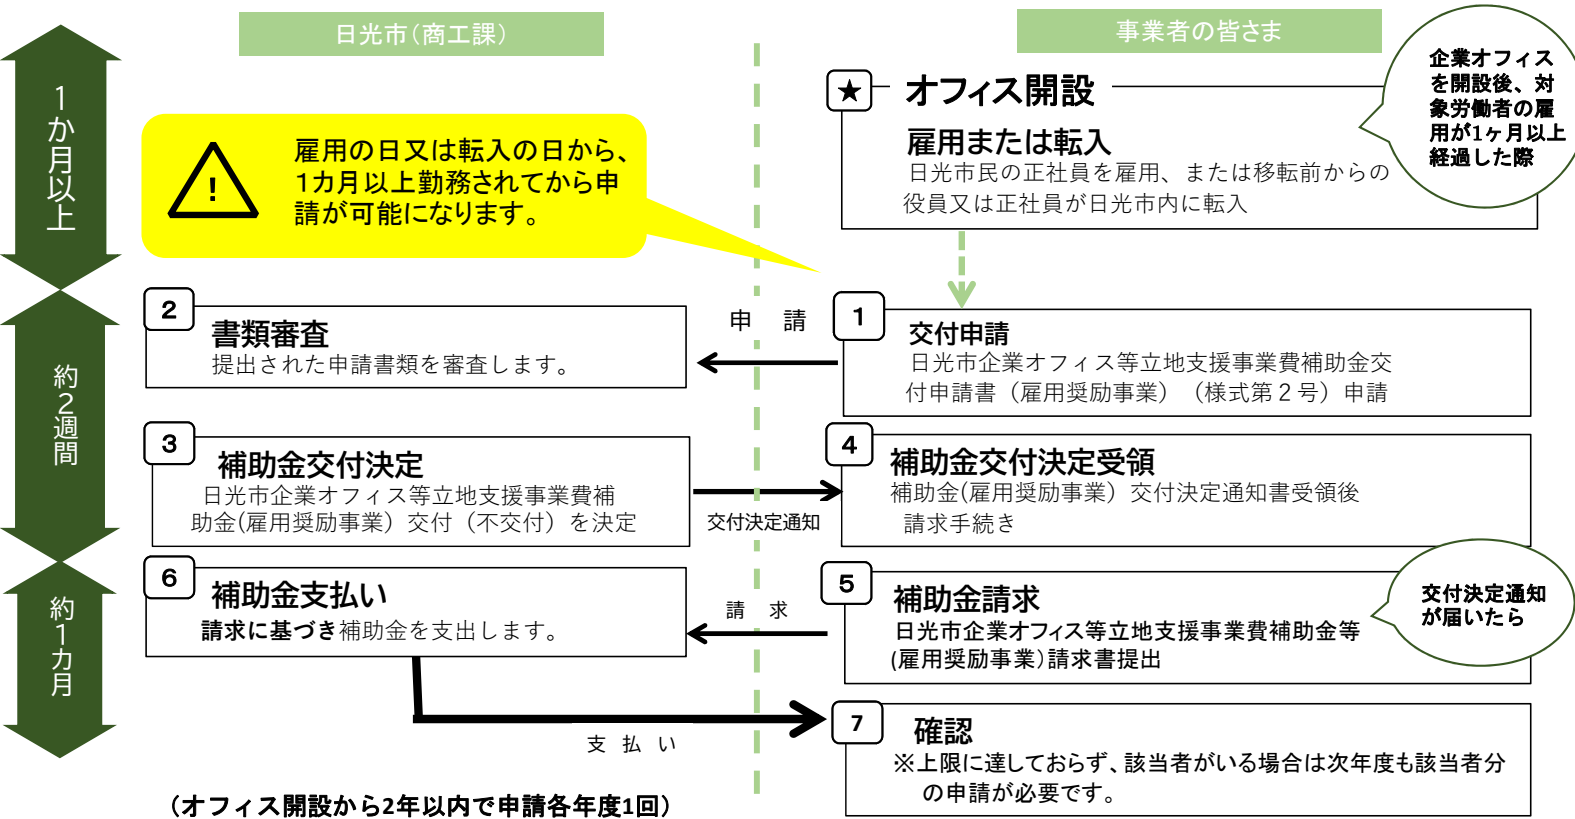 日光市（商工課）
事業者の皆さま
1か月以上
★
オフィス開設
雇用または転入
日光市民の正社員を雇用、または移転前からの
役員又は正社員が日光市内に転入
企業オフィス
を開設後、対
象労働者の雇
用が1ヶ月以上
経過した際
!
雇用の日又は転入の日から、
1カ月以上勤務されてから申
請が可能になります。
約2週間
1
交付申請
日光市企業オフィス等立地支援事業費補助金交
付申請書（雇用奨励事業）（様式第２号）申請
申　請
2
書類審査
提出された申請書類を審査します。
3
補助金交付決定
日光市企業オフィス等立地支援事業費補
助金(雇用奨励事業）交付（不交付）を決定
交付決定通知
4
補助金交付決定受領
補助金(雇用奨励事業）交付決定通知書受領後
請求手続き
約1カ月
5
補助金請求
日光市企業オフィス等立地支援事業費補助金等
(雇用奨励事業)請求書提出
交付決定通知
が届いたら
請　求
6
補助金支払い
請求に基づき補助金を支出します。
支　払　い
7
確認
※上限に達しておらず、該当者がいる場合は次年度も該当者分
の申請が必要です。
（オフィス開設から2年以内で申請各年度1回）